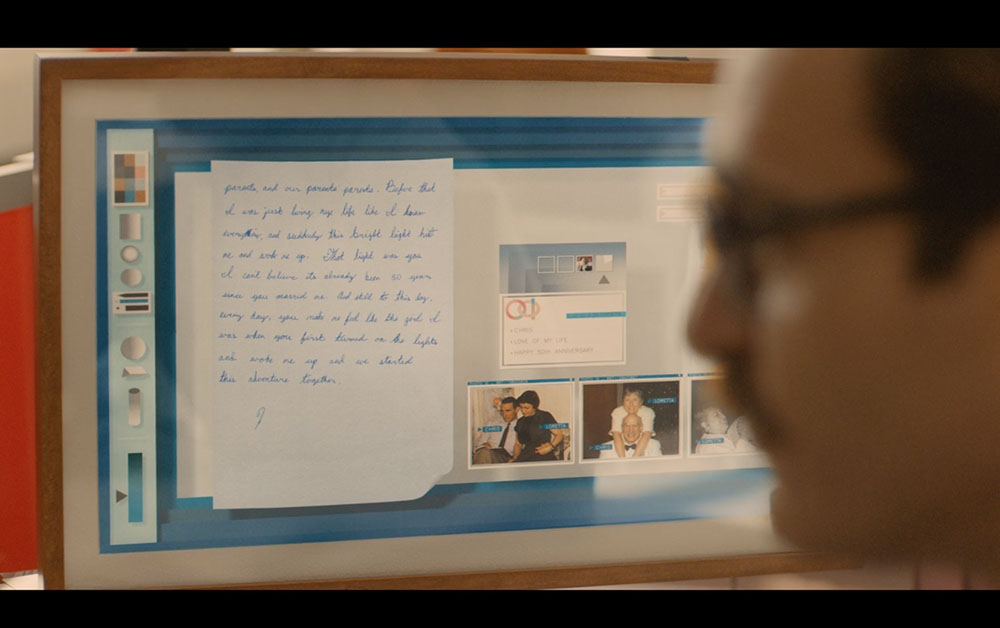 parents, and our parents parents. Before that
I was just living my life like I knew
everything, and suddenly this bright light hit
me and woke me up. That light was you.
I can't believe its already been 50 years
since you married me. And still to this day,
every day, you make me feel like the girl I
was when you first turned on the lights
and woke me up and we started
this adventure together.
• CHRIS
• LOVE OF MY LIFE
• HAPPY 50TH ANNIVERSARY
CHRIS
LORETTA
LORETTA
CHRIS
LORETTA